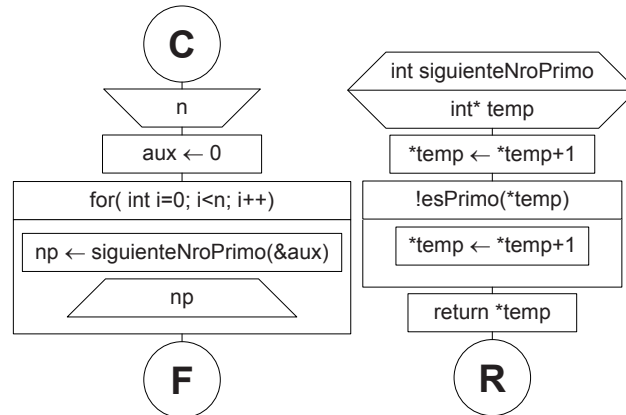 C
n
aux ← 0
for( int i=0; i<n; i++)
np ← siguienteNroPrimo(&aux)
np
F
int siguienteNroPrimo
int* temp
*temp ← *temp+1
!esPrimo(*temp)
*temp ← *temp+1
return *temp
R